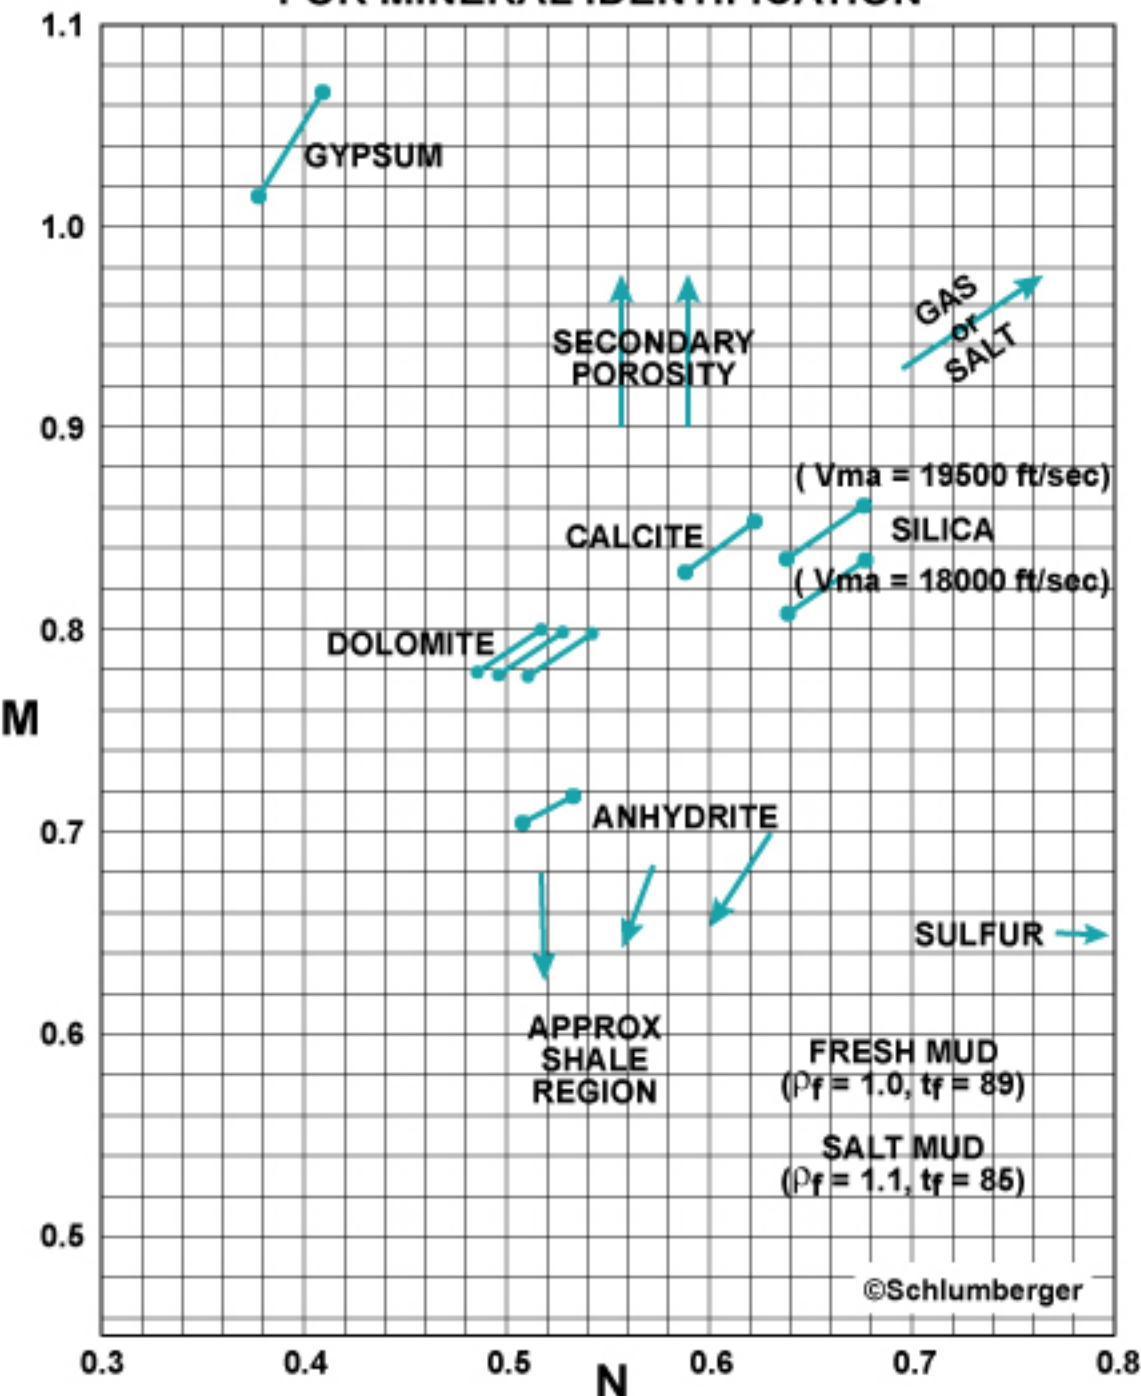 FOR MINERAL IDENTIFICATION
1.1
GYPSUM
1.0
GAS
or
SALT
SECONDARY
POROSITY
0.9
( Vma = 19500 ft/sec)
CALCITE
SILICA
( Vma = 18000 ft/sec)
0.8
DOLOMITE
M
ANHYDRITE
0.7
SULFUR
0.6
APPROX
SHALE
REGION
FRESH MUD
(ρf = 1.0, tf = 89)
SALT MUD
(ρf = 1.1, tf = 85)
0.5
©Schlumberger
0.3 0.4 0.5 0.6 0.7 0.8
N